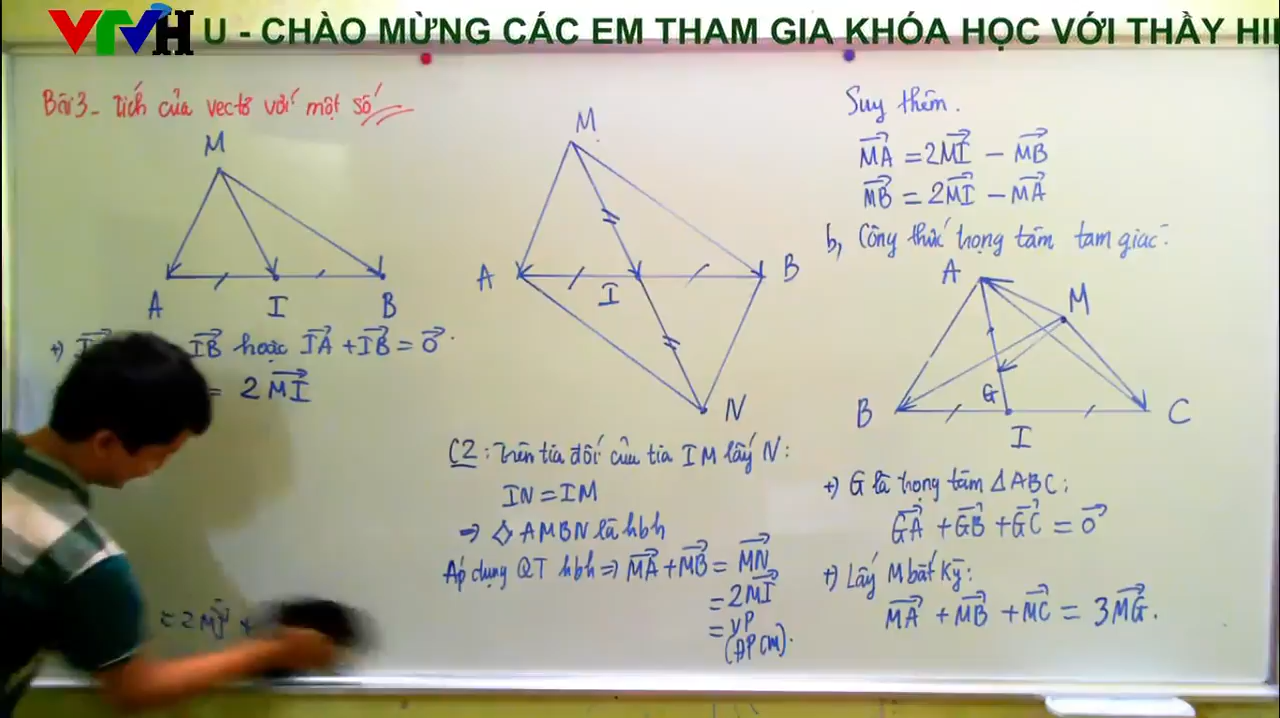 VTVH
U - CHÀO MỪNG CÁC EM THAM GIA KHÓA HỌC VỚI THẦY HI
Bài 3 - Tích của vectơ với một số
M
A I B
+) IB hoặc IA + IB = 0
= 2MI
= 2MI +
M
A I B
N
C2: Trên tia đối của tia IM lấy N:
IN = IM
⇒ ◇ AMBN là hbh
Áp dụng QT hbh ⇒ MA + MB = MN
= 2MI
= VP
(ĐPCM).
Suy thêm.
MA = 2MI - MB
MB = 2MI - MA
b, Công thức trọng tâm tam giác:
A M
G
B I C
+) G là trọng tâm ΔABC:
GA + GB + GC = 0
+) Lấy M bất kỳ:
MA + MB + MC = 3MG.